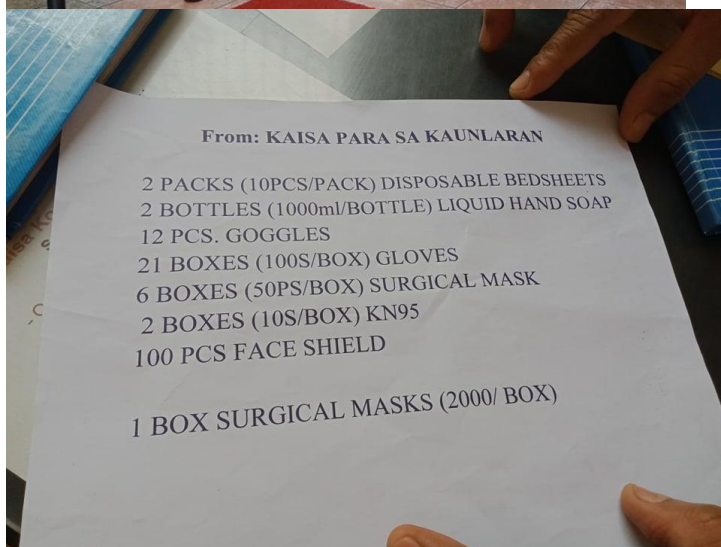 From: KAISA PARA SA KAUNLARAN
2 PACKS (10PCS/PACK) DISPOSABLE BEDSHEETS
2 BOTTLES (1000ml/BOTTLE) LIQUID HAND SOAP
12 PCS. GOGGLES
21 BOXES (100S/BOX) GLOVES
6 BOXES (50PS/BOX) SURGICAL MASK
2 BOXES (10S/BOX) KN95
100 PCS FACE SHIELD
1 BOX SURGICAL MASKS (2000/ BOX)